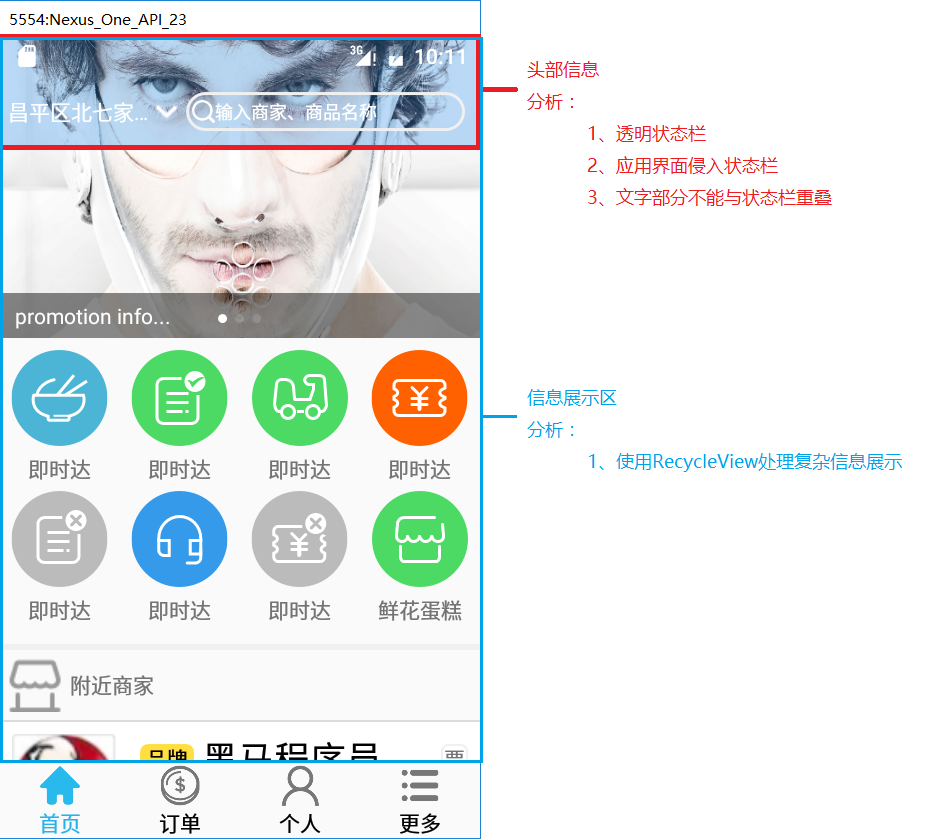 5554:Nexus_One_API_23
3G
10:11
昌平区北七家...
输入商家、商品名称
promotion info...
即时达
即时达
即时达
即时达
即时达
即时达
即时达
鲜花蛋糕
附近商家
品牌
黑马程序员
票
首页
订单
个人
更多
头部信息
分析：
1、透明状态栏
2、应用界面侵入状态栏
3、文字部分不能与状态栏重叠
信息展示区
分析：
1、使用RecycleView处理复杂信息展示